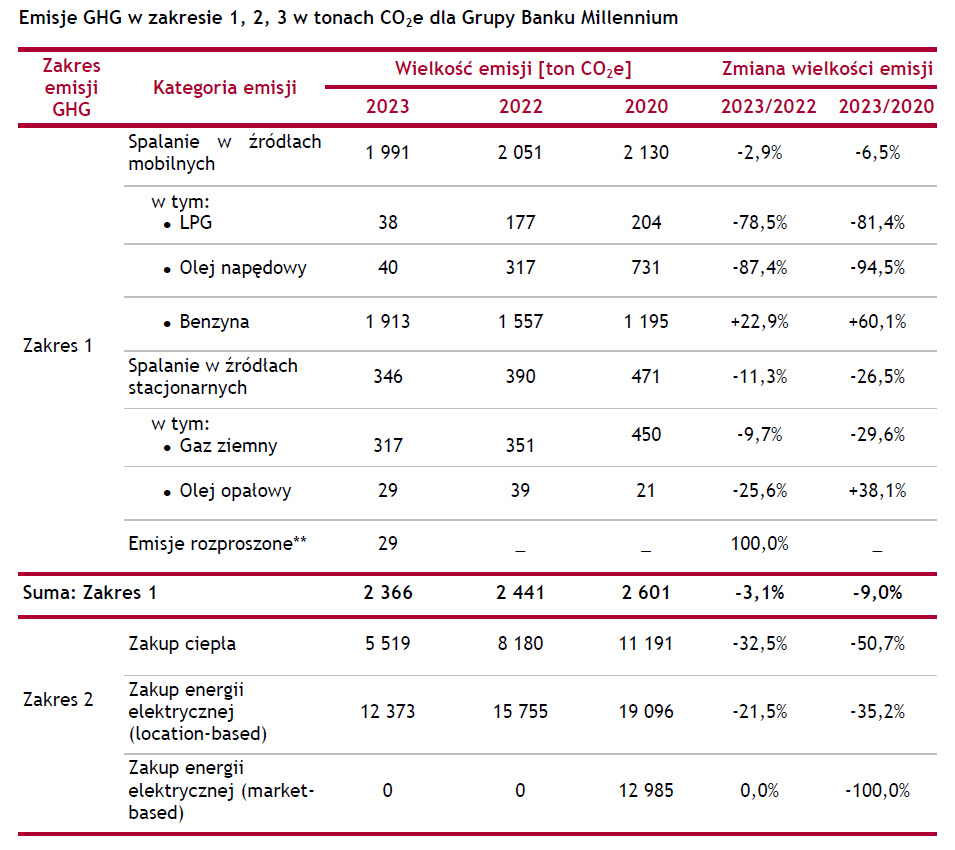 Emisje GHG w zakresie 1, 2, 3 w tonach CO₂e dla Grupy Banku Millennium
Zakres emisji GHG Kategoria emisji Wielkość emisji [ton CO₂e] Zmiana wielkości emisji
2023 2022 2020 2023/2022 2023/2020
Zakres 1
Spalanie w źródłach mobilnych 1 991 2 051 2 130 -2,9% -6,5%
w tym:
• LPG 38 177 204 -78,5% -81,4%
• Olej napędowy 40 317 731 -87,4% -94,5%
• Benzyna 1 913 1 557 1 195 +22,9% +60,1%
Spalanie w źródłach stacjonarnych 346 390 471 -11,3% -26,5%
w tym:
• Gaz ziemny 317 351 450 -9,7% -29,6%
• Olej opałowy 29 39 21 -25,6% +38,1%
Emisje rozproszone** 29 _ _ 100,0% _
Suma: Zakres 1 2 366 2 441 2 601 -3,1% -9,0%
Zakres 2
Zakup ciepła 5 519 8 180 11 191 -32,5% -50,7%
Zakup energii elektrycznej (location-based) 12 373 15 755 19 096 -21,5% -35,2%
Zakup energii elektrycznej (market-based) 0 0 12 985 0,0% -100,0%